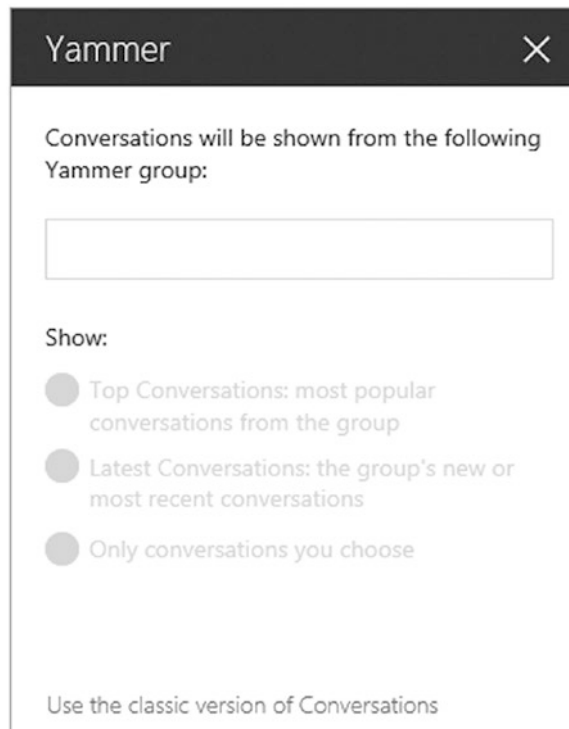 Yammer
Conversations will be shown from the following
Yammer group:
Show:
Top Conversations: most popular
conversations from the group
Latest Conversations: the group's new or
most recent conversations
Only conversations you choose
Use the classic version of Conversations